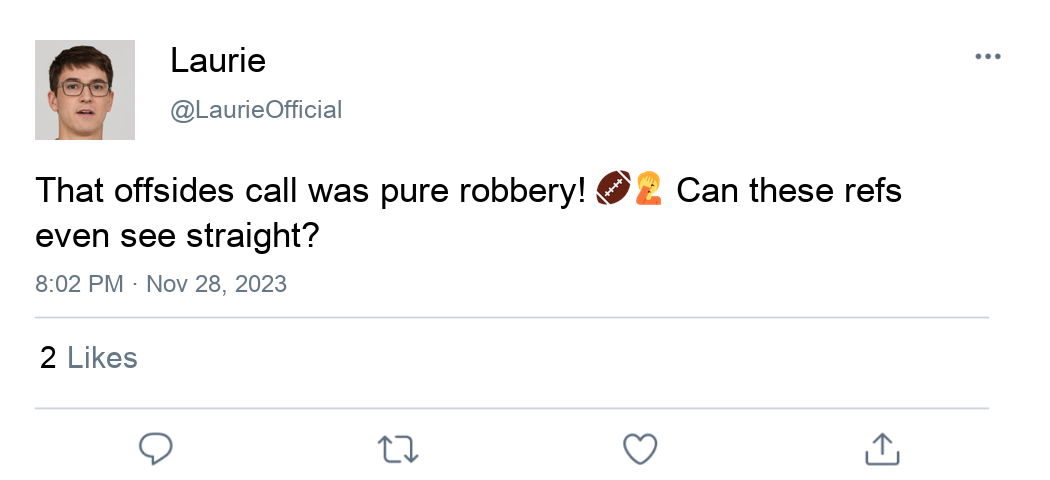 Laurie
@LaurieOfficial
That offsides call was pure robbery! 🏈🤦 Can these refs
even see straight?
8:02 PM · Nov 28, 2023
2 Likes